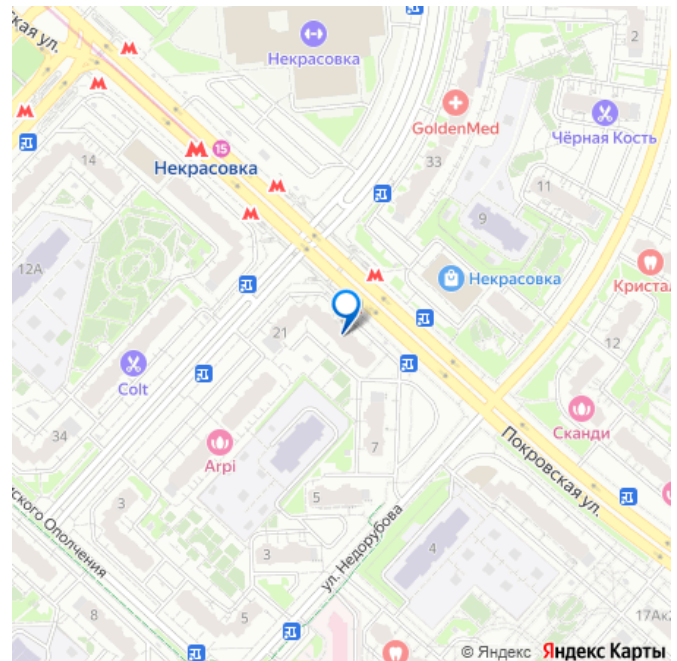 ская ул.
Некрасовка
2
GoldenMed
Чёрная Кость
М
М
М
М
15
Некрасовка
14
33
11
М
М
9
12А
М
Некрасовка
Кристал
21
12
Colt
34
Arpi
7
Сканди
Покровская ул.
5
3
ского Ополчения
3
ул. Недорубова
4
8
5
17Ак2
© Яндекс Яндекс Карты